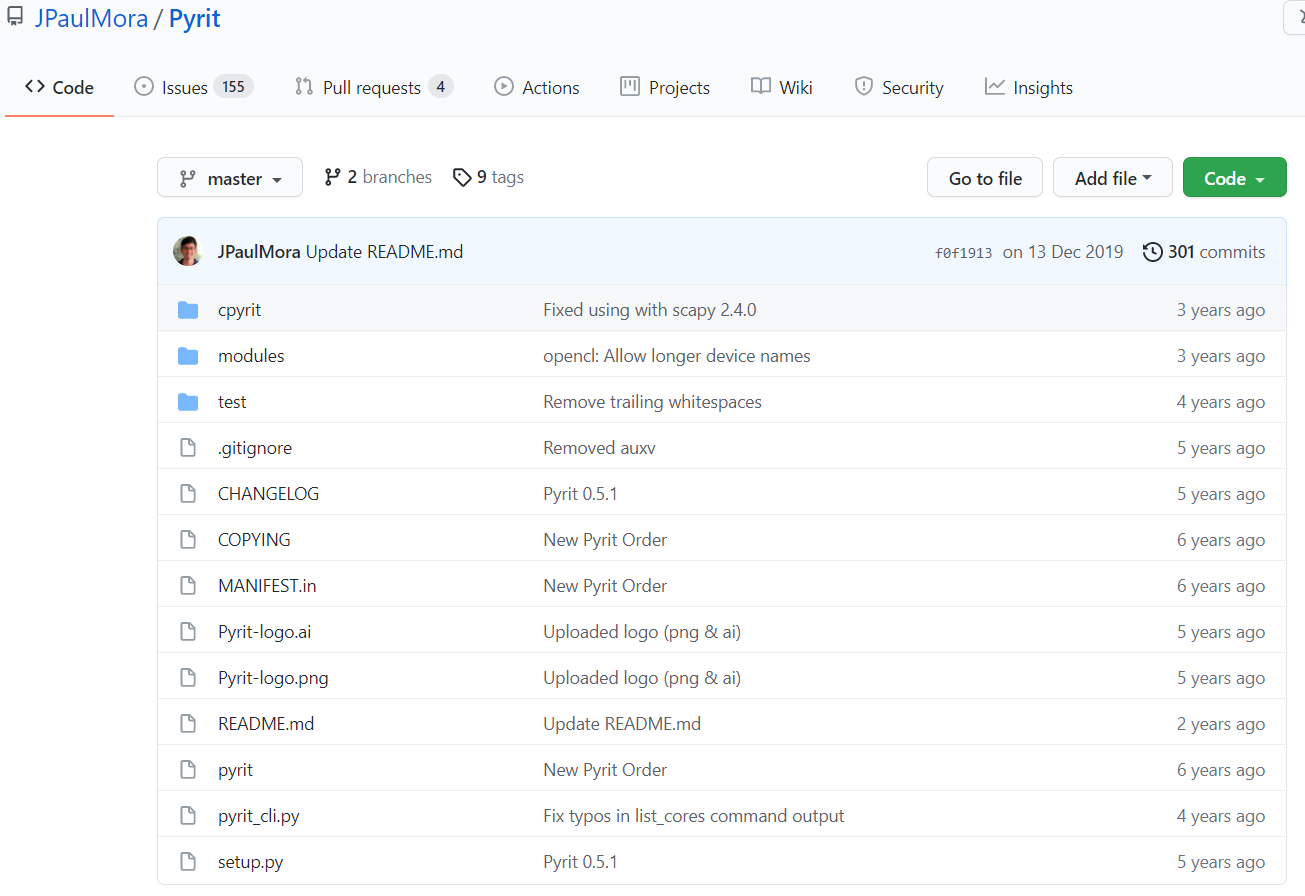 JPaulMora / Pyrit
Code Issues 155 Pull requests 4 Actions Projects Wiki Security Insights
master 2 branches 9 tags Go to file Add file Code
JPaulMora Update README.md f0f1913 on 13 Dec 2019 301 commits
cpyrit Fixed using with scapy 2.4.0 3 years ago
modules opencl: Allow longer device names 3 years ago
test Remove trailing whitespaces 4 years ago
.gitignore Removed auxv 5 years ago
CHANGELOG Pyrit 0.5.1 5 years ago
COPYING New Pyrit Order 6 years ago
MANIFEST.in New Pyrit Order 6 years ago
Pyrit-logo.ai Uploaded logo (png & ai) 5 years ago
Pyrit-logo.png Uploaded logo (png & ai) 5 years ago
README.md Update README.md 2 years ago
pyrit New Pyrit Order 6 years ago
pyrit_cli.py Fix typos in list_cores command output 4 years ago
setup.py Pyrit 0.5.1 5 years ago